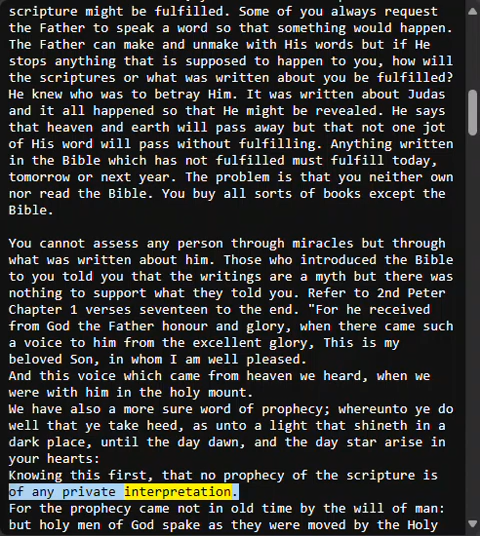 scripture might be fulfilled. Some of you always request
the Father to speak a word so that something would happen.
The Father can make and unmake with His words but if He
stops anything that is supposed to happen to you, how will
the scriptures or what was written about you be fulfilled?
He knew who was to betray Him. It was written about Judas
and it all happened so that He might be revealed. He says
that heaven and earth will pass away but that not one jot
of His word will pass without fulfilling. Anything written
in the Bible which has not fulfilled must fulfill today,
tomorrow or next year. The problem is that you neither own
nor read the Bible. You buy all sorts of books except the
Bible.
You cannot assess any person through miracles but through
what was written about him. Those who introduced the Bible
to you told you that the writings are a myth but there was
nothing to support what they told you. Refer to 2nd Peter
Chapter 1 verses seventeen to the end. "For he received
from God the Father honour and glory, when there came such
a voice to him from the excellent glory, This is my
beloved Son, in whom I am well pleased.
And this voice which came from heaven we heard, when we
were with him in the holy mount.
We have also a more sure word of prophecy; whereunto ye do
well that ye take heed, as unto a light that shineth in a
dark place, until the day dawn, and the day star arise in
your hearts:
Knowing this first, that no prophecy of the scripture is
of any private interpretation.
For the prophecy came not in old time by the will of man:
but holy men of God spake as they were moved by the Holy